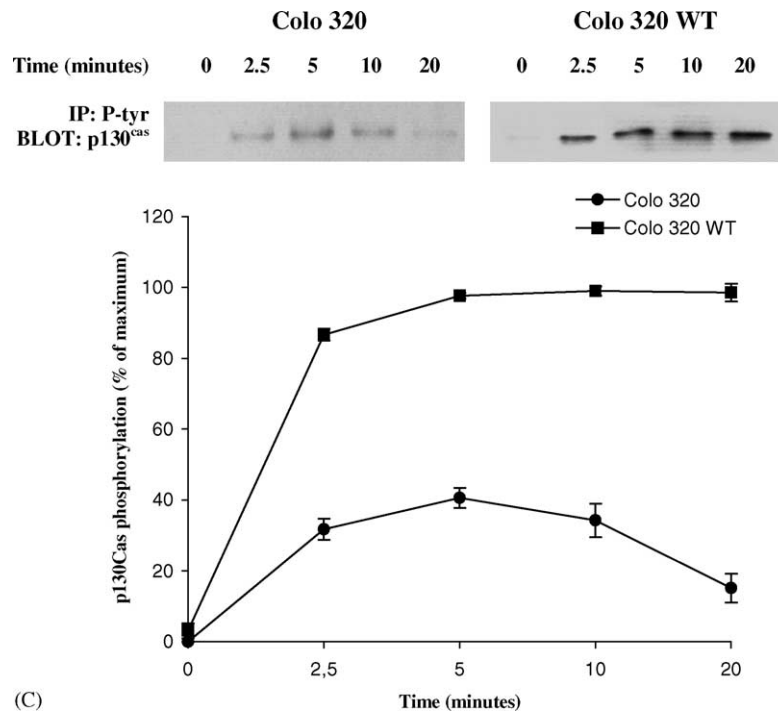 Colo 320 Colo 320 WT
Time (minutes) 0 2.5 5 10 20 0 2.5 5 10 20
IP: P-tyr
BLOT: p130cas
Colo 320
Colo 320 WT
120
100
80
60
40
20
0
p130Cas phosphorylation (% of maximum)
0 2,5 5 10 20
(C) Time (minutes)